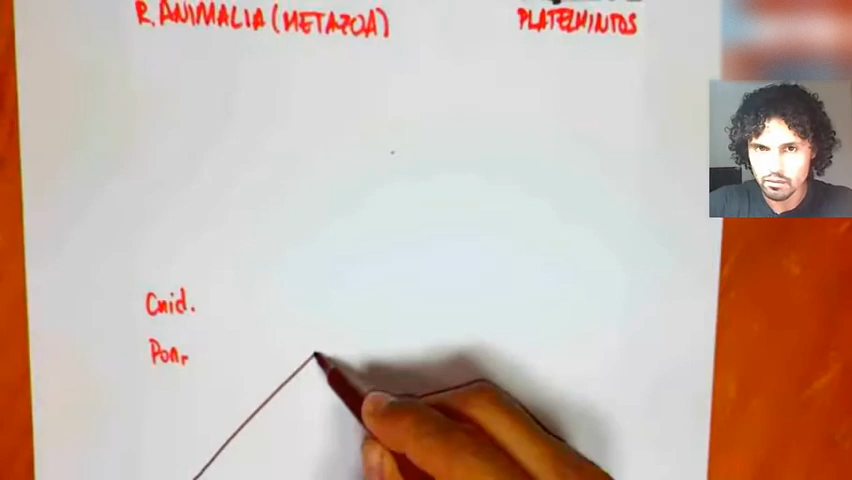 R. ANIMALIA (METAZOA)
PLATELMINTOS
Cnid.
Por.